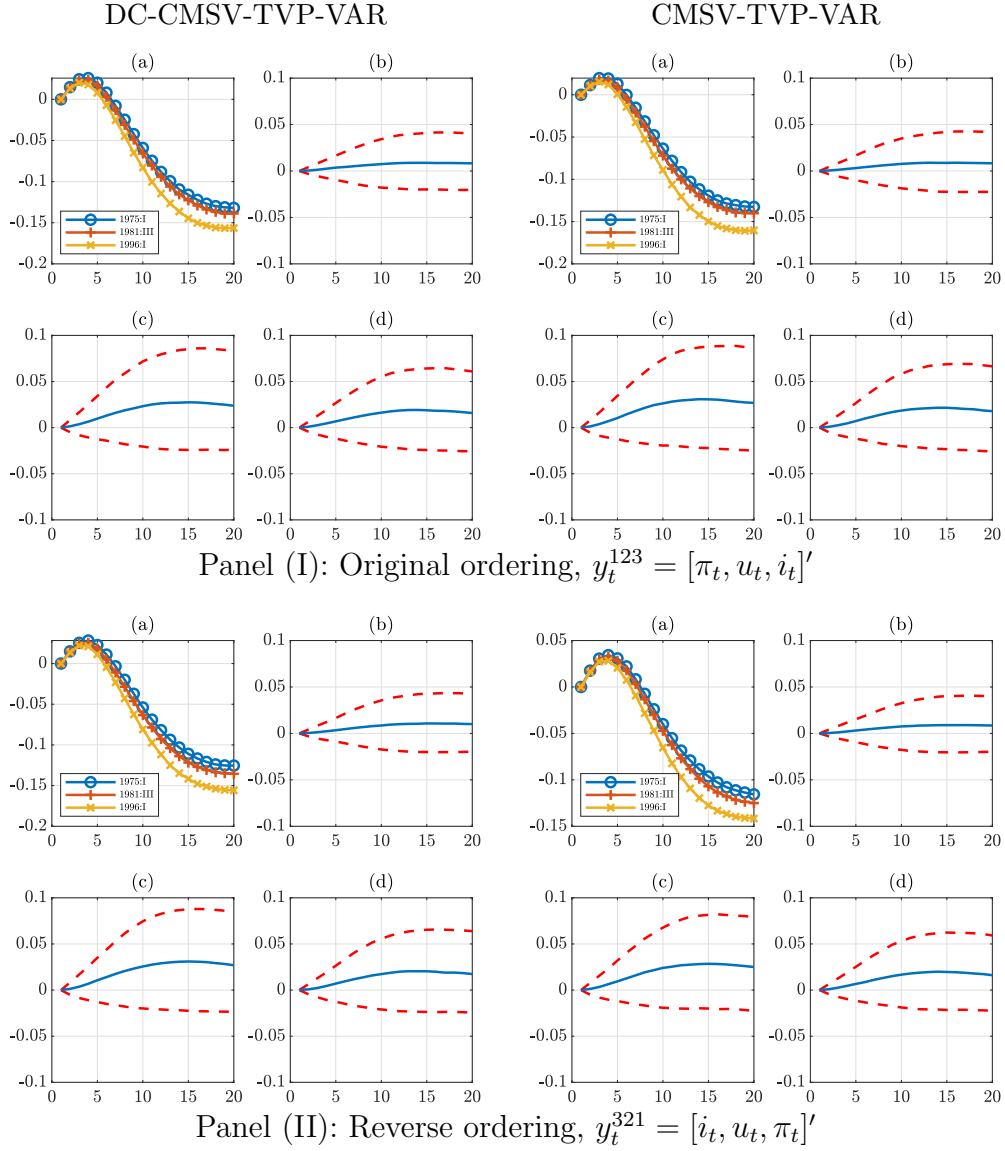 DC-CMSV-TVP-VAR CMSV-TVP-VAR
(a) (b) (a) (b)
0 -0.05 -0.1 -0.15 -0.2
0.1 0.05 0 -0.05 -0.1
0 -0.05 -0.1 -0.15 -0.2
0.1 0.05 0 -0.05 -0.1
1975:I
1981:III
1996:I
1975:I
1981:III
1996:I
0 5 10 15 20 0 5 10 15 20 0 5 10 15 20 0 5 10 15 20
(c) (d) (c) (d)
0.1 0.1 0.1 0.1
0.05 0.05 0.05 0.05
0 0 0 0
-0.05 -0.05 -0.05 -0.05
-0.1 -0.1 -0.1 -0.1
0 5 10 15 20 0 5 10 15 20 0 5 10 15 20 0 5 10 15 20
Panel (I): Original ordering, $y_t^{123} = [\pi_t, u_t, i_t]'$
(a) (b) (a) (b)
0 -0.05 -0.1 -0.15 -0.2
0.1 0.05 0 -0.05 -0.1
0.05 0 -0.05 -0.1 -0.15
0.1 0.05 0 -0.05 -0.1
1975:I
1981:III
1996:I
1975:I
1981:III
1996:I
0 5 10 15 20 0 5 10 15 20 0 5 10 15 20 0 5 10 15 20
(c) (d) (c) (d)
0.1 0.1 0.1 0.1
0.05 0.05 0.05 0.05
0 0 0 0
-0.05 -0.05 -0.05 -0.05
-0.1 -0.1 -0.1 -0.1
0 5 10 15 20 0 5 10 15 20 0 5 10 15 20 0 5 10 15 20
Panel (II): Reverse ordering, $y_t^{321} = [i_t, u_t, \pi_t]'$